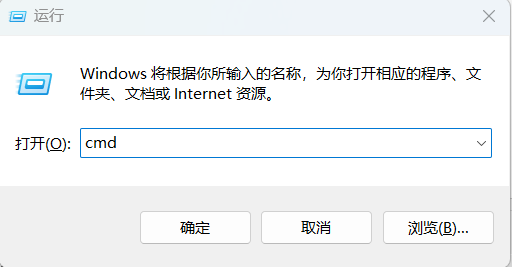 运行
Windows 将根据你所输入的名称，为你打开相应的程序、文
件夹、文档或 Internet 资源。
打开(O): cmd
确定 取消 浏览(B)...